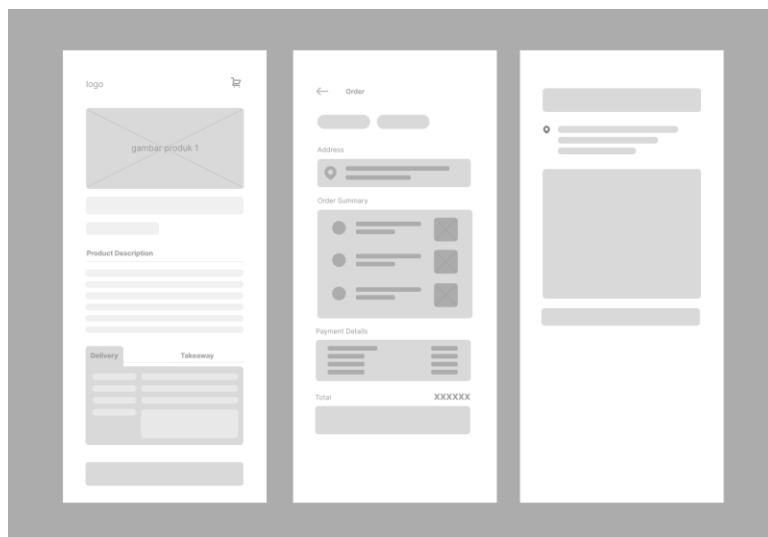 logo
gambar produk 1
Product Description
Delivery
Takeaway
Order
Address
Order Summary
Payment Details
Total XXXXXX